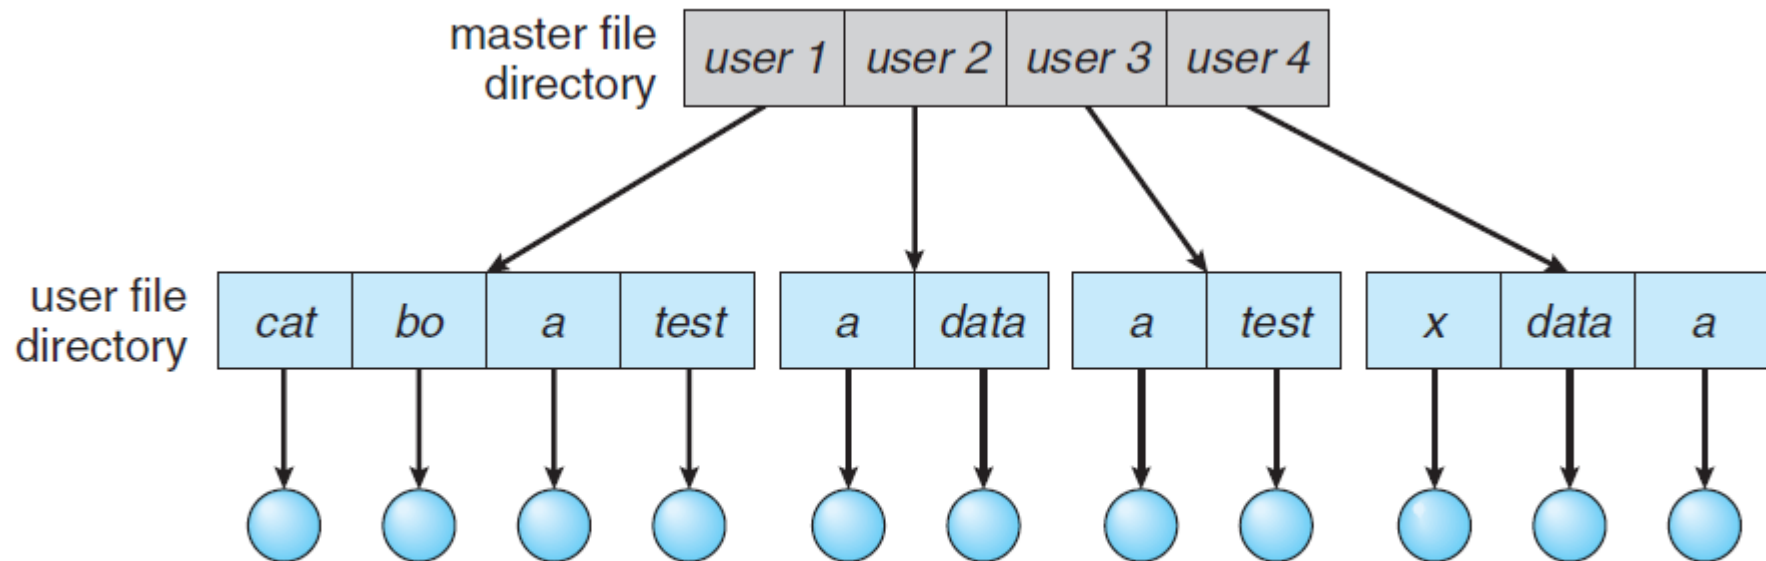 master file
directory
user 1 user 2 user 3 user 4
user file
directory
cat bo a test a data a test x data a